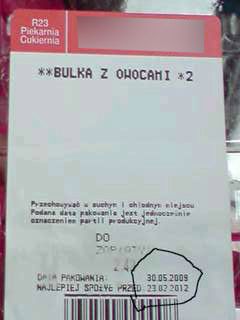 R23
Piekarnia
Cukiernia
**BULKA Z OWOCAMI *2
Przechowywać w suchym i chłodnym miejscu
Podana data pakowania jest jednocześnie
oznaczeniem partii produkcyjnej.
DO
DATA PAKOWANIA: 30.05.2009
NAJLEPIEJ SPOŻYĆ PRZED: 23.02.2012